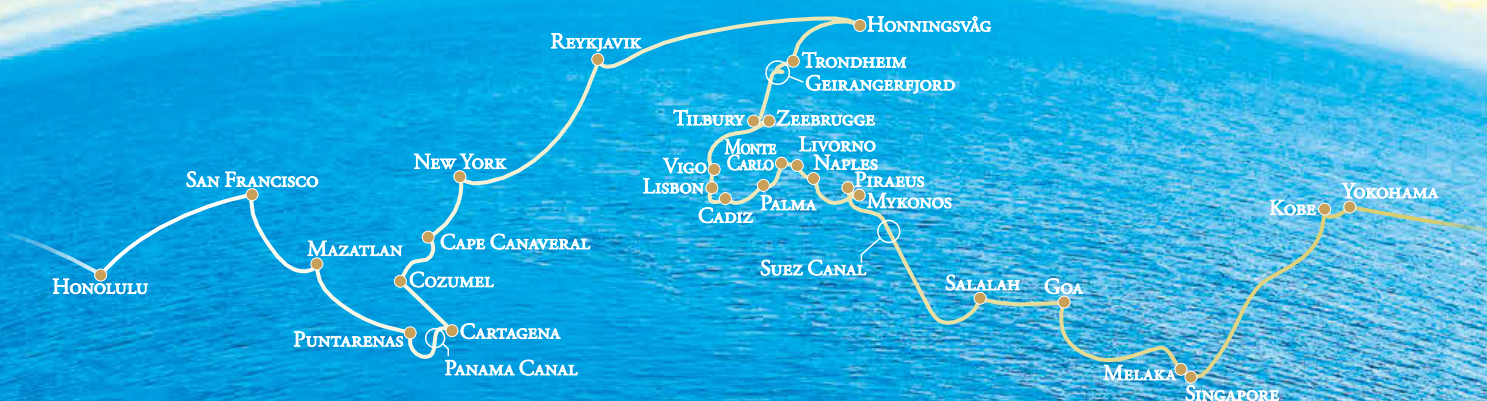 Honningsvåg
Reykjavik
Trondheim
Geirangerfjord
Tilbury
Zeebrugge
Monte
Carlo
Livorno
Naples
New York
Vigo
San Francisco
Lisbon
Piraeus
Mykonos
Palma
Cadiz
Kobe
Yokohama
Mazatlan
Cape Canaveral
Suez Canal
Honolulu
Cozumel
Salalah
Goa
Puntarenas
Cartagena
Panama Canal
Melaka
Singapore